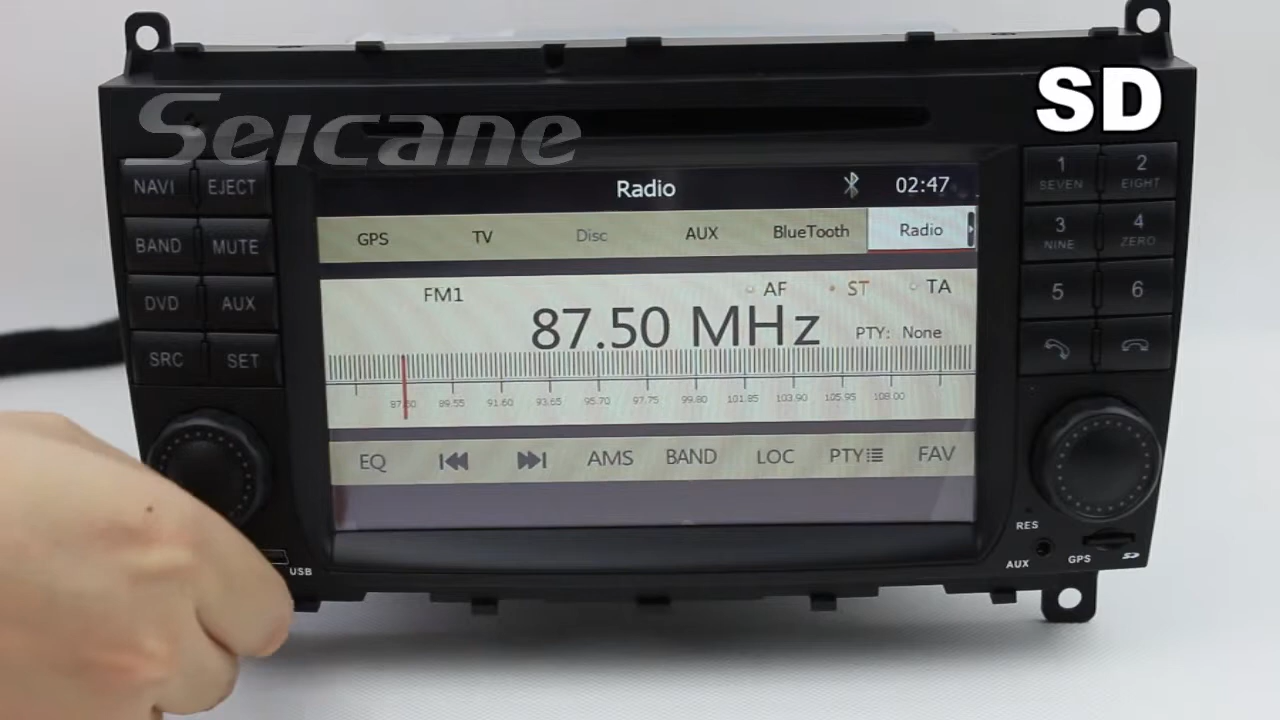 SD
Seicane
NAVI EJECT
BAND MUTE
DVD AUX
SRC SET
USB
Radio 02:47
GPS TV Disc AUX BlueTooth Radio
FM1 AF ST TA
87.50 MHz PTY: None
87.50 89.55 91.60 93.65 95.70 97.75 99.80 101.85 103.90 105.95 108.00
EQ AMS BAND LOC PTY FAV
1 2
SEVEN EIGHT
3 4
NINE ZERO
5 6
RES
AUX GPS SD